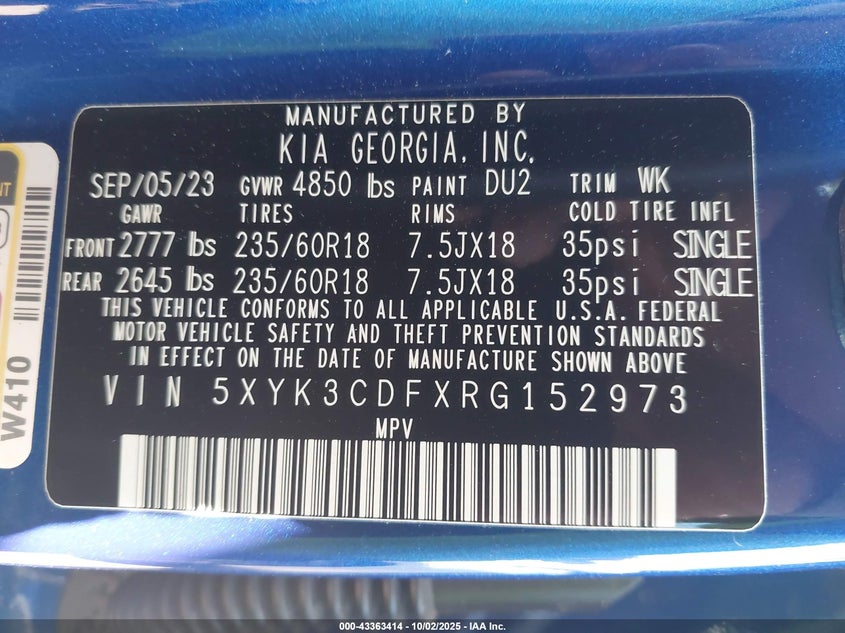 MANUFACTURED BY
KIA GEORGIA, INC.
SEP/05/23 GVWR 4850 lbs PAINT DU2 TRIM WK
GAWR TIRES RIMS COLD TIRE INFL
FRONT 2777 lbs 235/60R18 7.5JX18 35psi SINGLE
REAR 2645 lbs 235/60R18 7.5JX18 35psi SINGLE
THIS VEHICLE CONFORMS TO ALL APPLICABLE U.S.A. FEDERAL
MOTOR VEHICLE SAFETY AND THEFT PREVENTION STANDARDS
IN EFFECT ON THE DATE OF MANUFACTURE SHOWN ABOVE
VIN 5XYK3CDFXRG152973
MPV
W410
000-43363414 - 10/02/2025 - IAA Inc.